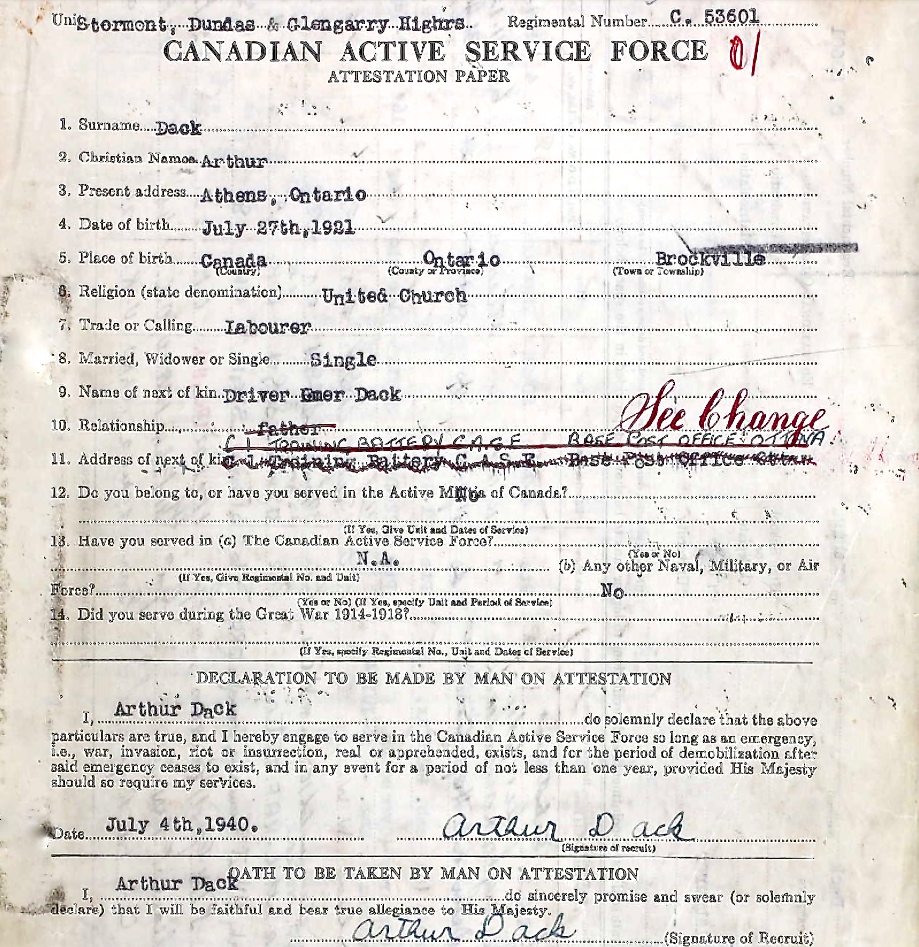 Unit Stormont, Dundas & Glengarry Highrs. Regimental Number C. 53601
CANADIAN ACTIVE SERVICE FORCE
ATTESTATION PAPER
1. Surname Dack
2. Christian Names Arthur
3. Present address Athens, Ontario
4. Date of birth July 27th,1921
5. Place of birth Canada Ontario Brockville
(Country) (County or Province) (Town or Township)
6. Religion (state denomination) United Church
7. Trade or Calling Labourer
8. Married, Widower or Single Single
9. Name of next of kin Driver Emer Dack
See Change
10. Relationship father
C 1 TRAINING BATTERY C.A.S.F. BASE POST OFFICE OTTAWA
11. Address of next of kin C 1 Training Battery C.A.S.F. Base Post Office Ottawa
12. Do you belong to, or have you served in the Active Militia of Canada? No
(If Yes, Give Unit and Dates of Service)
13. Have you served in (a) The Canadian Active Service Force?
(Yes or No)
N.A. (b) Any other Naval, Military, or Air
(If Yes, Give Regimental No. and Unit)
Force? No
(Yes or No) (If Yes, specify Unit and Period of Service)
14. Did you serve during the Great War 1914-1918?
(If Yes, specify Regimental No., Unit and Dates of Service)
DECLARATION TO BE MADE BY MAN ON ATTESTATION
I, Arthur Dack do solemnly declare that the above
particulars are true, and I hereby engage to serve in the Canadian Active Service Force so long as an emergency,
i.e., war, invasion, riot or insurrection, real or apprehended, exists, and for the period of demobilization after
said emergency ceases to exist, and in any event for a period of not less than one year, provided His Majesty
should so require my services.
Date July 4th,1940. Arthur Dack
(Signature of recruit)
OATH TO BE TAKEN BY MAN ON ATTESTATION
I, Arthur Dack do sincerely promise and swear (or solemnly
declare) that I will be faithful and bear true allegiance to His Majesty.
Arthur Dack (Signature of Recruit)